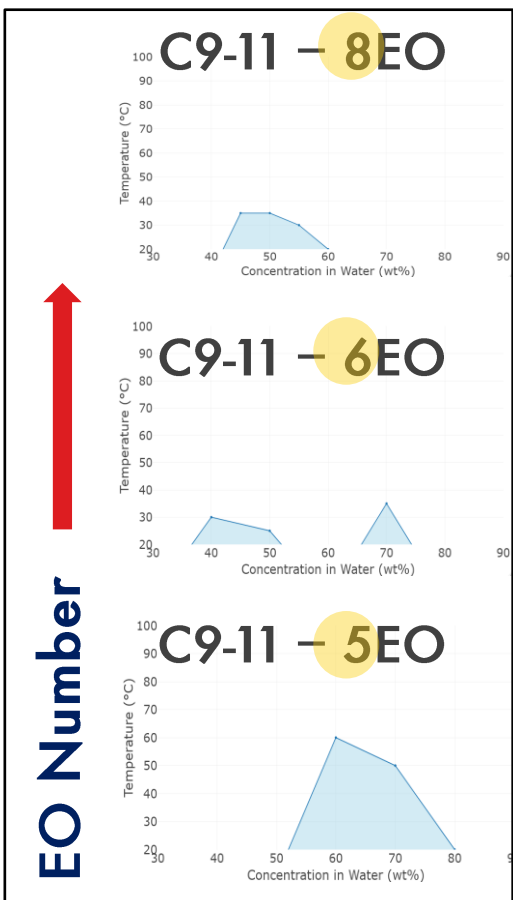 C9-11 – 8EO
100
90
80
70
60
50
40
30
20
Temperature (°C)
30 40 50 60 70 80 90
Concentration in Water (wt%)
C9-11 – 6EO
100
90
80
70
60
50
40
30
20
Temperature (°C)
30 40 50 60 70 80 90
Concentration in Water (wt%)
C9-11 – 5EO
100
90
80
70
60
50
40
30
20
Temperature (°C)
30 40 50 60 70 80 9
Concentration in Water (wt%)
EO Number